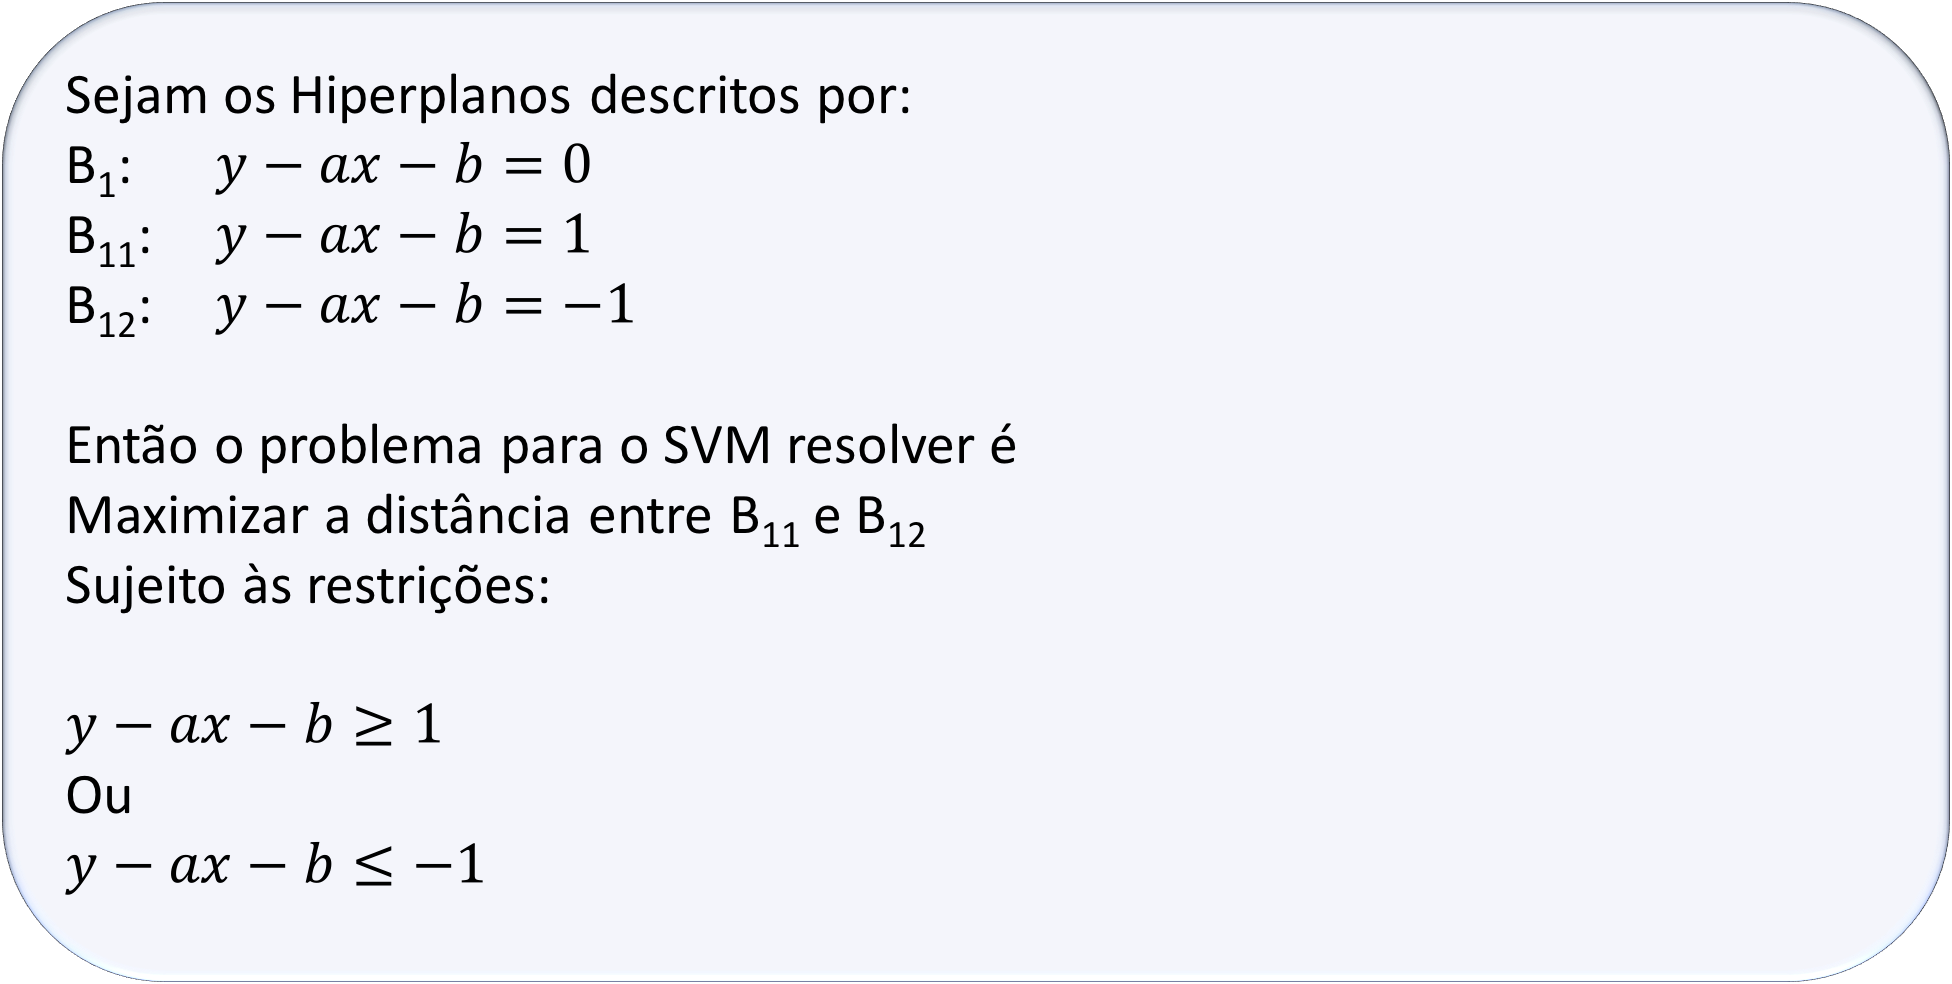 Sejam os Hiperplanos descritos por:
B₁: y − ax − b = 0
B₁₁: y − ax − b = 1
B₁₂: y − ax − b = −1
Então o problema para o SVM resolver é
Maximizar a distância entre B₁₁ e B₁₂
Sujeito às restrições:
y − ax − b ≥ 1
Ou
y − ax − b ≤ −1